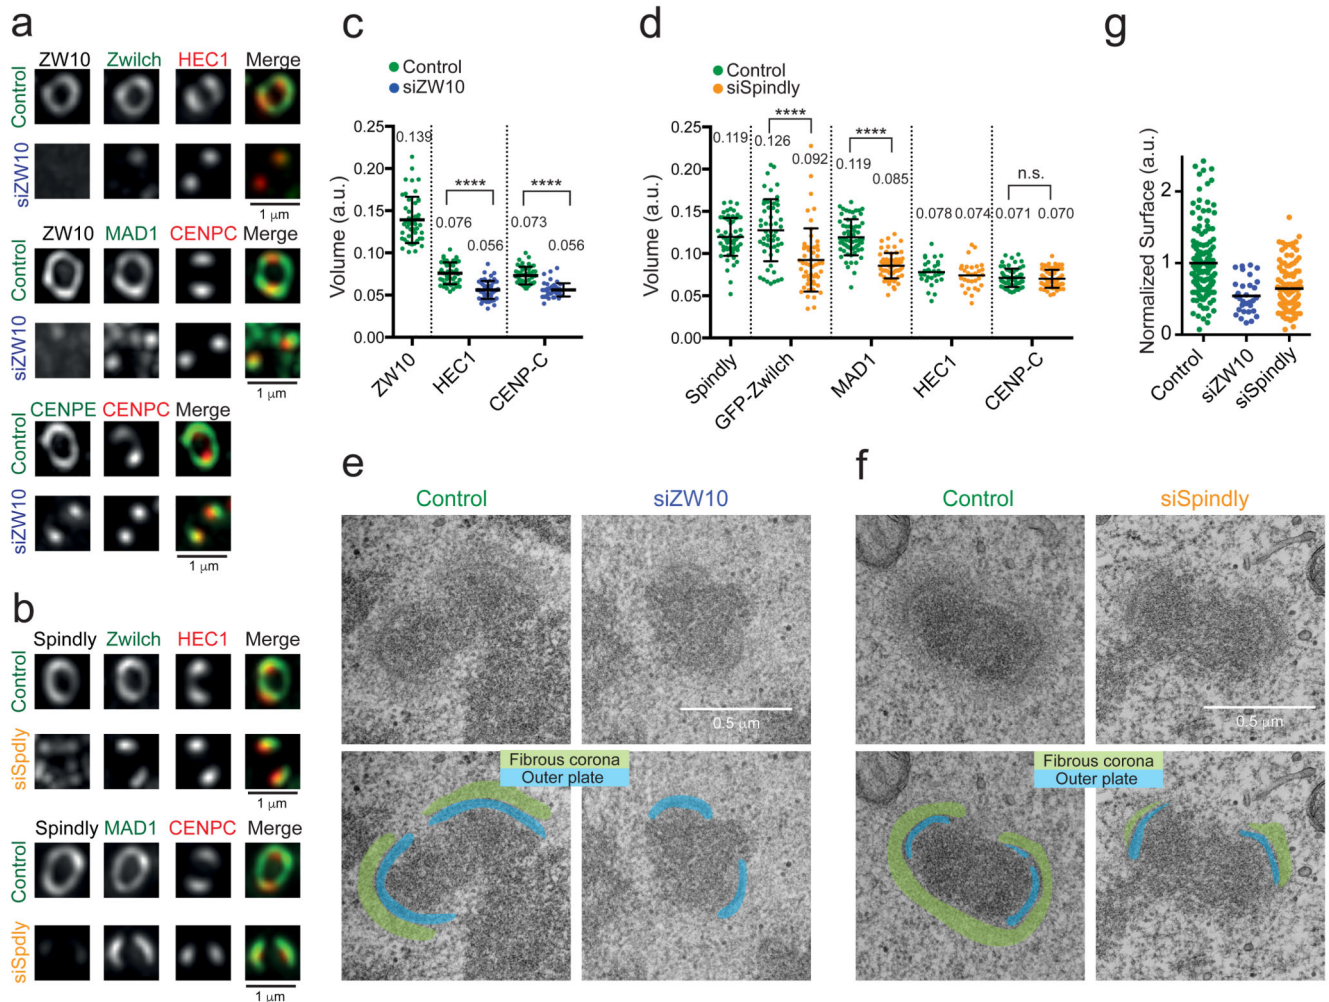 a
ZW10 Zwilch HEC1 Merge
Control
siZW10
1 μm
ZW10 MAD1 CENPC Merge
Control
siZW10
1 μm
CENPE CENPC Merge
Control
siZW10
1 μm
b
Spindly Zwilch HEC1 Merge
Control
siSpdly
1 μm
Spindly MAD1 CENPC Merge
Control
siSpdly
1 μm
c
Control
siZW10
Volume (a.u.)
0.25
0.20
0.15
0.10
0.05
0.00
0.139
****
0.076
0.056
****
0.073
0.056
ZW10
HEC1
CENP-C
d
Control
siSpindly
Volume (a.u.)
0.25
0.20
0.15
0.10
0.05
0.00
0.119
****
0.126
0.092
****
0.119
0.085
0.078 0.074
n.s.
0.071 0.070
Spindly
GFP-Zwilch
MAD1
HEC1
CENP-C
g
Normalized Surface (a.u.)
2
1
0
Control
siZW10
siSpindly
e
Control siZW10
0.5 μm
Fibrous corona
Outer plate
f
Control siSpindly
0.5 μm
Fibrous corona
Outer plate